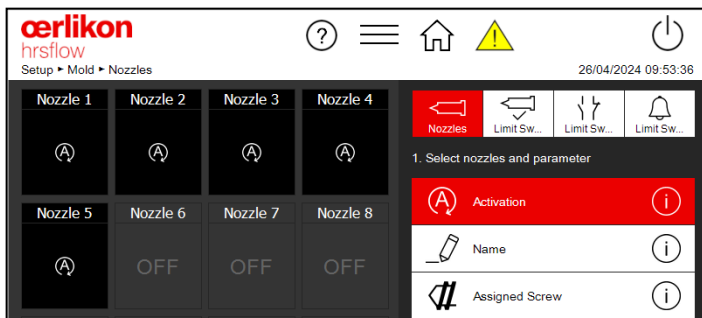 œrlikon
hrsflow
Setup ▸ Mold ▸ Nozzles
26/04/2024 09:53:36
Nozzle 1 Nozzle 2 Nozzle 3 Nozzle 4
Nozzles Limit Sw... Limit Sw... Limit Sw...
A A A A
1. Select nozzles and parameter
A Activation i
Nozzle 5 Nozzle 6 Nozzle 7 Nozzle 8
Name i
A OFF OFF OFF
Assigned Screw i